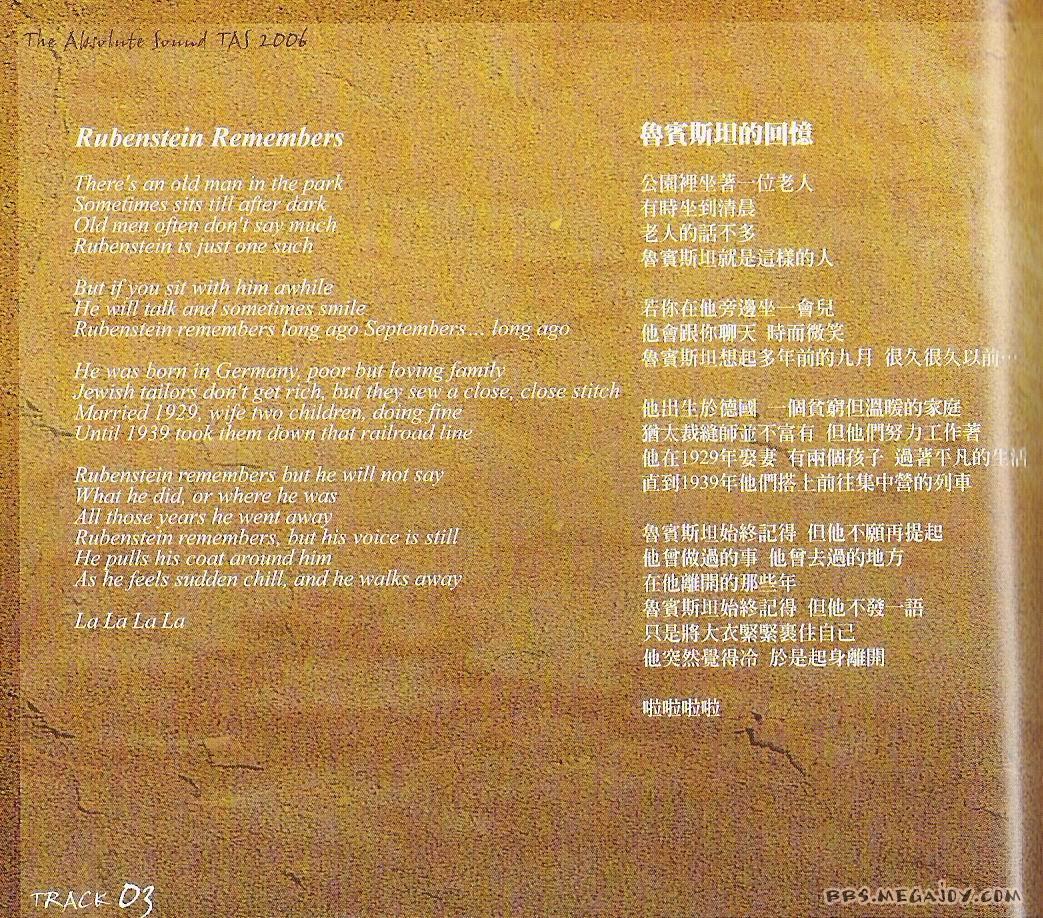 The Absolute Sound TAS 2006
Rubenstein Remembers
There's an old man in the park
Sometimes sits till after dark
Old men often don't say much
Rubenstein is just one such
But if you sit with him awhile
He will talk and sometimes smile
Rubenstein remembers long ago Septembers... long ago
He was born in Germany, poor but loving family
Jewish tailors don't get rich, but they sew a close, close stitch
Married 1929, wife two children, doing fine
Until 1939 took them down that railroad line
Rubenstein remembers but he will not say
What he did, or where he was
All those years he went away
Rubenstein remembers, but his voice is still
He pulls his coat around him
As he feels sudden chill, and he walks away
La La La La
魯賓斯坦的回憶
公園裡坐著一位老人
有時坐到清晨
老人的話不多
魯賓斯坦就是這樣的人
若你在他旁邊坐一會兒
他會跟你聊天 時而微笑
魯賓斯坦想起多年前的九月 很久很久以前…
他出生於德國 一個貧窮但溫暖的家庭
猶太裁縫師並不富有 但他們努力工作著
他在1929年娶妻 有兩個孩子 過著平凡的生活
直到1939年他們搭上前往集中營的列車
魯賓斯坦始終記得 但他不願再提起
他曾做過的事 他曾去過的地方
在他離開的那些年
魯賓斯坦始終記得 但他不發一語
只是將大衣緊緊裹住自己
他突然覺得冷 於是起身離開
啦啦啦啦
TRACK 03
BBS.MEGAJOY.COM